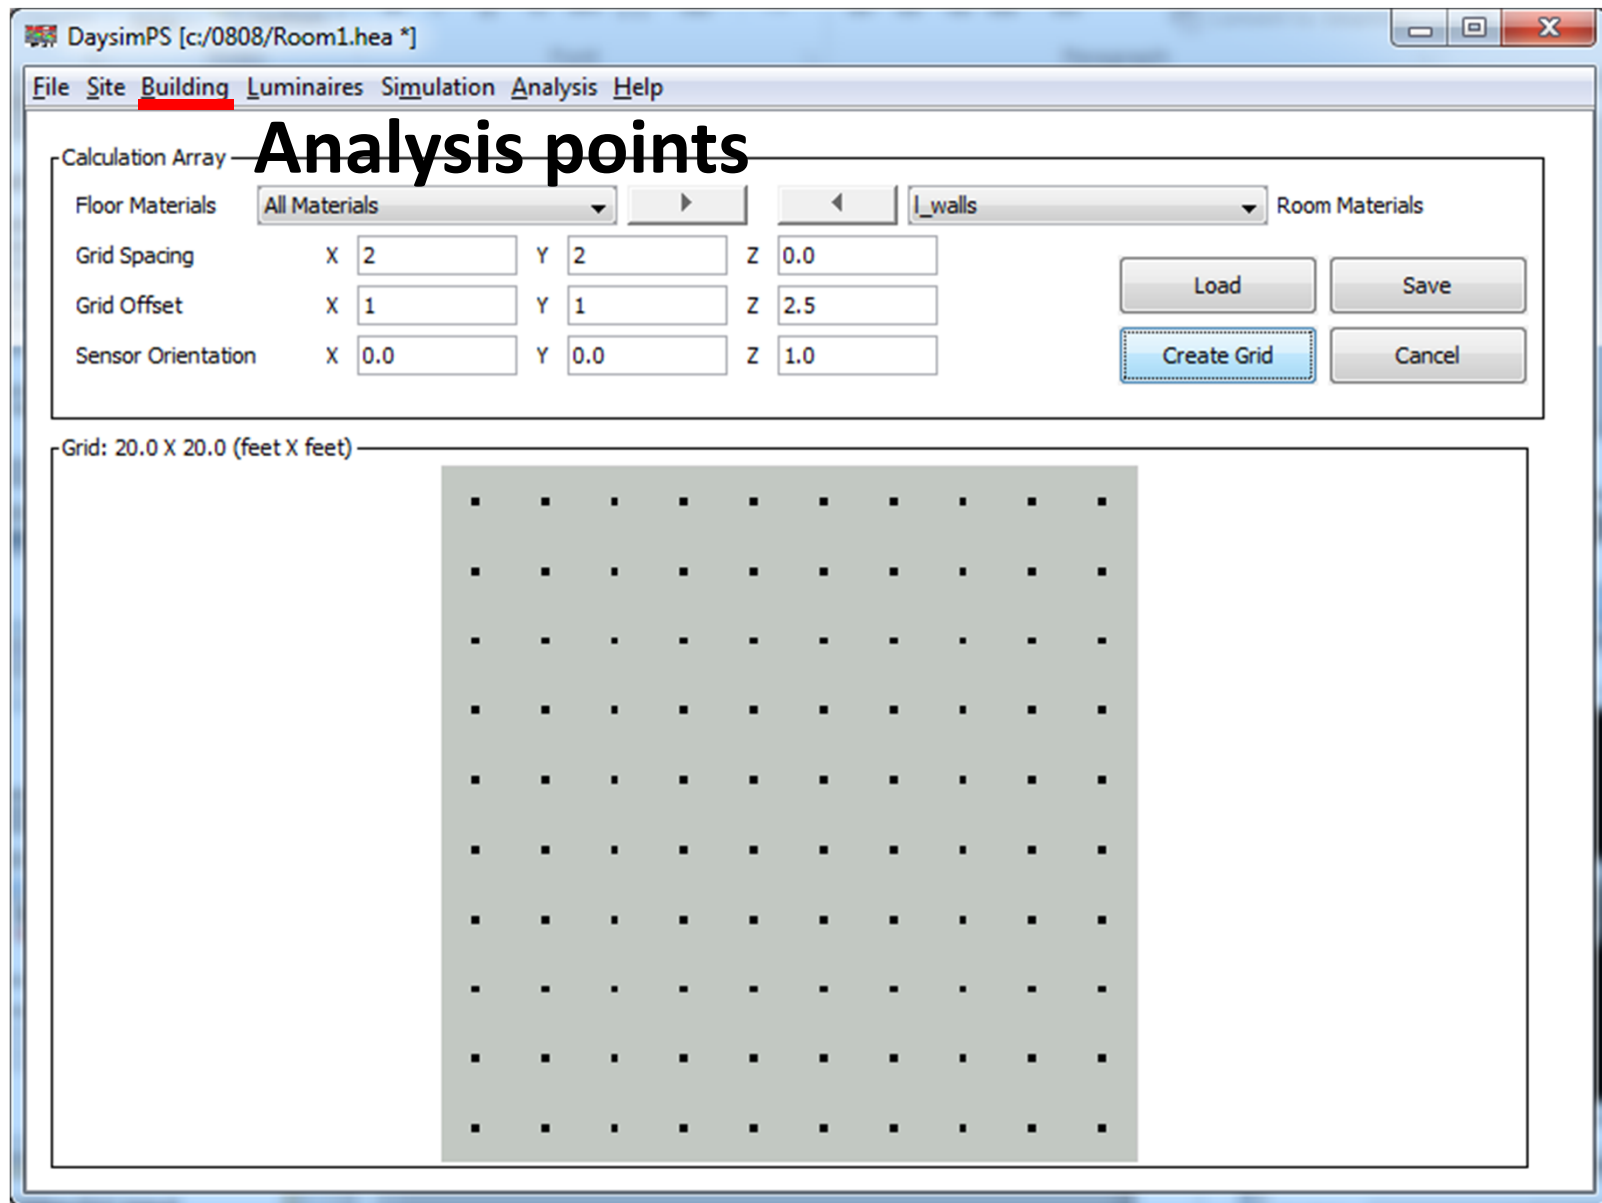 DaysimPS [c:/0808/Room1.hea *]
File Site Building Luminaires Simulation Analysis Help
Analysis points
Calculation Array
Floor Materials All Materials l_walls Room Materials
Grid Spacing X 2 Y 2 Z 0.0
Load Save
Grid Offset X 1 Y 1 Z 2.5
Sensor Orientation X 0.0 Y 0.0 Z 1.0
Create Grid Cancel
Grid: 20.0 X 20.0 (feet X feet)